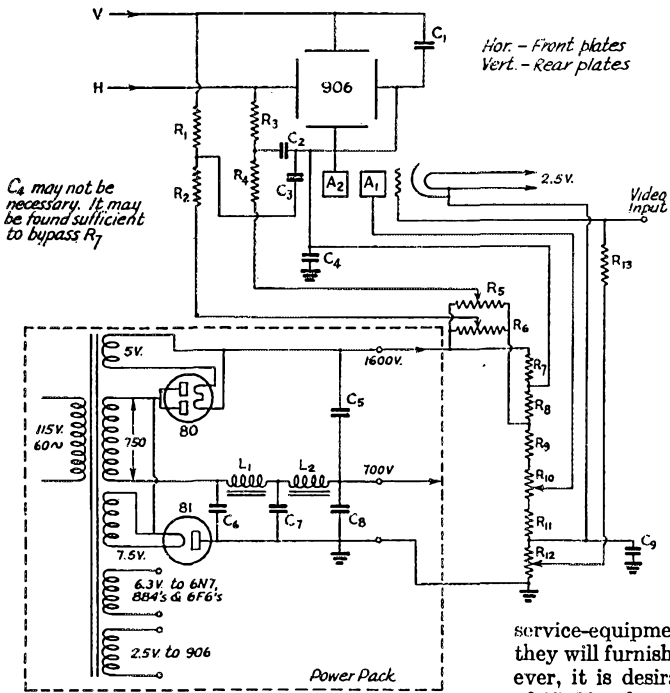 V
C1
Hor. – Front plates
Vert. – Rear plates
H
906
R1
R3
C2
R2
R4
C3
A2
A1
2.5V.
C4 may not be
necessary. It may
be found sufficient
to bypass R7
Video
Input
C4
R13
R5
R6
5V.
1600V.
R7
80
C5
R8
115V.
60~
750
R9
L1
L2
700V
R10
81
C6
C7
C8
R11
7.5V.
R12
C9
6.3V. to 6N7,
884's & 6F6's
2.5V. to 906
Power Pack
service-equipme
they will furnish
ever, it is desira